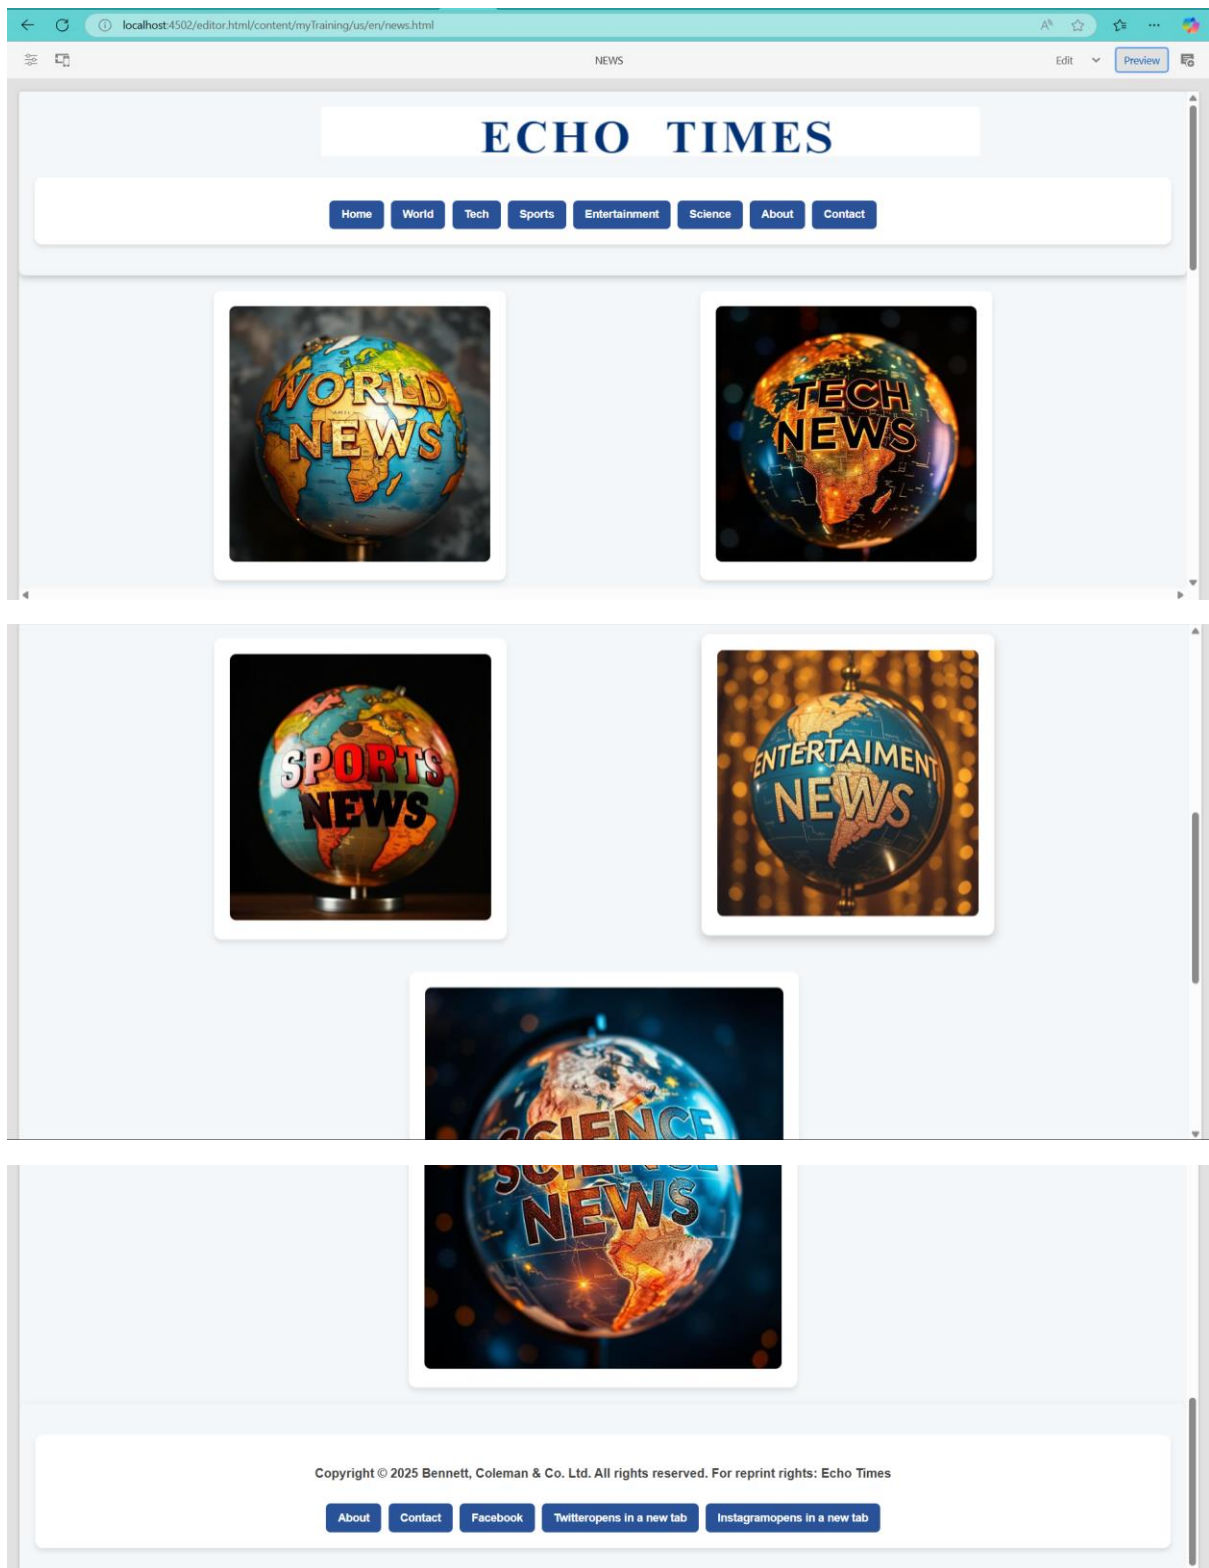 localhost:4502/editor.html/content/myTraining/us/en/news.html
NEWS
Edit
Preview
ECHO TIMES
Home World Tech Sports Entertainment Science About Contact
WORLD
NEWS
TECH
NEWS
SPORTS
NEWS
ENTERTAIMENT
NEWS
SCIENCE
SCIENCE
NEWS
Copyright © 2025 Bennett, Coleman & Co. Ltd. All rights reserved. For reprint rights: Echo Times
About Contact Facebook Twitteropens in a new tab Instagramopens in a new tab